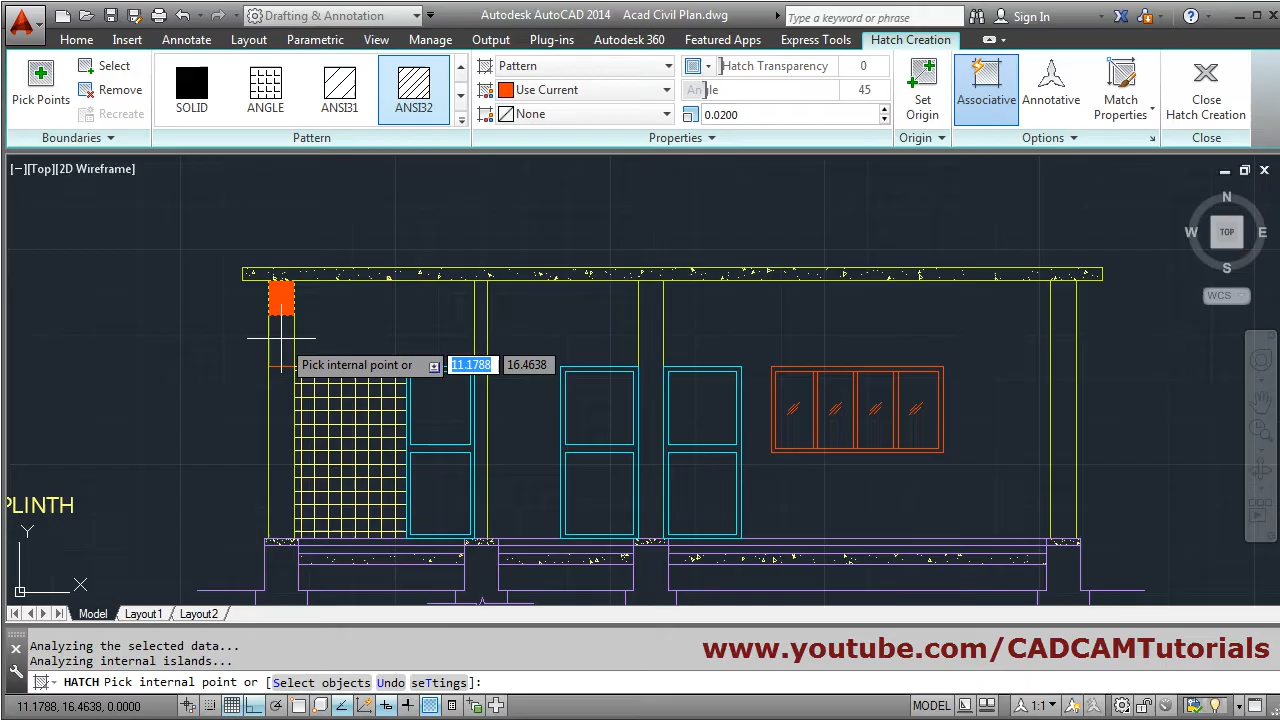 Drafting & Annotation
Autodesk AutoCAD 2014 Acad Civil Plan.dwg
Type a keyword or phrase
Sign In
Home Insert Annotate Layout Parametric View Manage Output Plug-ins Autodesk 360 Featured Apps Express Tools Hatch Creation
Pick Points
Select
Remove
Recreate
Boundaries
SOLID ANGLE ANSI31 ANSI32
Pattern
Pattern
Use Current
None
Hatch Transparency 0
Angle 45
0.0200
Properties
Set Origin
Origin
Associative Annotative Match Properties
Options
Close Hatch Creation
Close
[–][Top][2D Wireframe]
N
W TOP E
S
WCS
Pick internal point or 11.1788 16.4638
PLINTH
Y
X
Model Layout1 Layout2
Analyzing the selected data...
Analyzing internal islands...
HATCH Pick internal point or [Select objects Undo seTtings]:
www.youtube.com/CADCAMTutorials
11.1788, 16.4638, 0.0000
MODEL 1:1